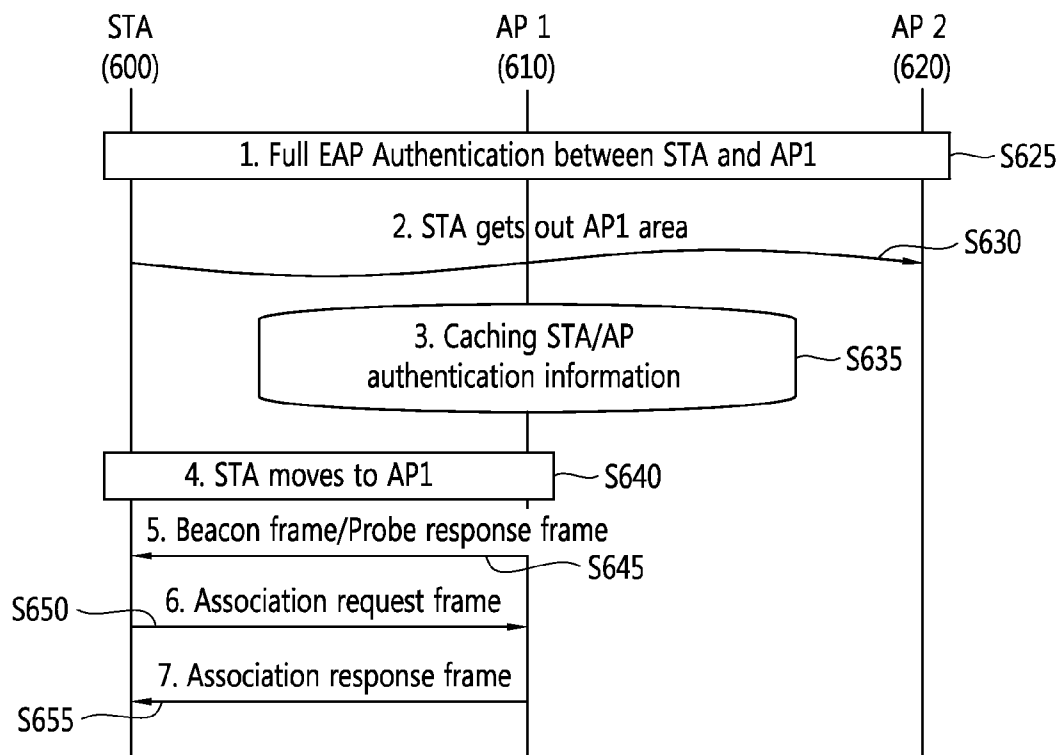 STA
(600)
AP 1
(610)
AP 2
(620)
1. Full EAP Authentication between STA and AP1
S625
2. STA gets out AP1 area
S630
3. Caching STA/AP
authentication information
S635
4. STA moves to AP1
S640
5. Beacon frame/Probe response frame
S645
S650
6. Association request frame
7. Association response frame
S655